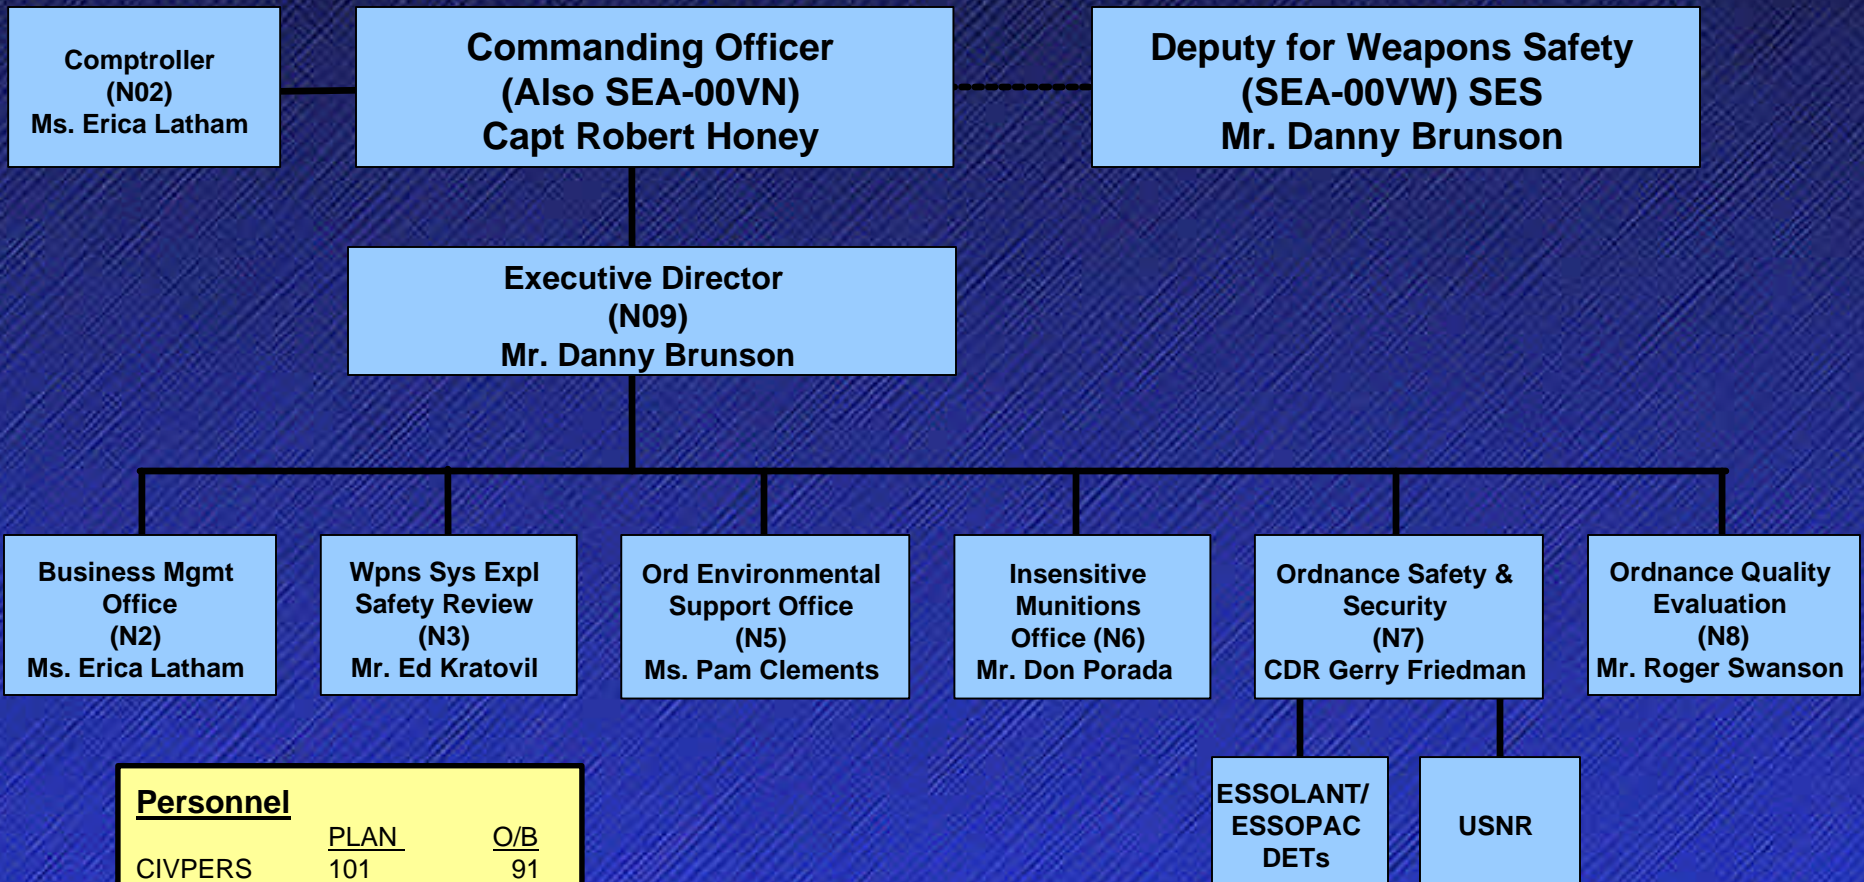 Comptroller
(N02)
Ms. Erica Latham
Commanding Officer
(Also SEA-00VN)
Capt Robert Honey
Deputy for Weapons Safety
(SEA-00VW) SES
Mr. Danny Brunson
Executive Director
(N09)
Mr. Danny Brunson
Business Mgmt
Office
(N2)
Ms. Erica Latham
Wpns Sys Expl
Safety Review
(N3)
Mr. Ed Kratovil
Ord Environmental
Support Office
(N5)
Ms. Pam Clements
Insensitive
Munitions
Office (N6)
Mr. Don Porada
Ordnance Safety &
Security
(N7)
CDR Gerry Friedman
Ordnance Quality
Evaluation
(N8)
Mr. Roger Swanson
ESSOLANT/
ESSOPAC
DETs
USNR
Personnel
PLAN O/B
CIVPERS 101 91